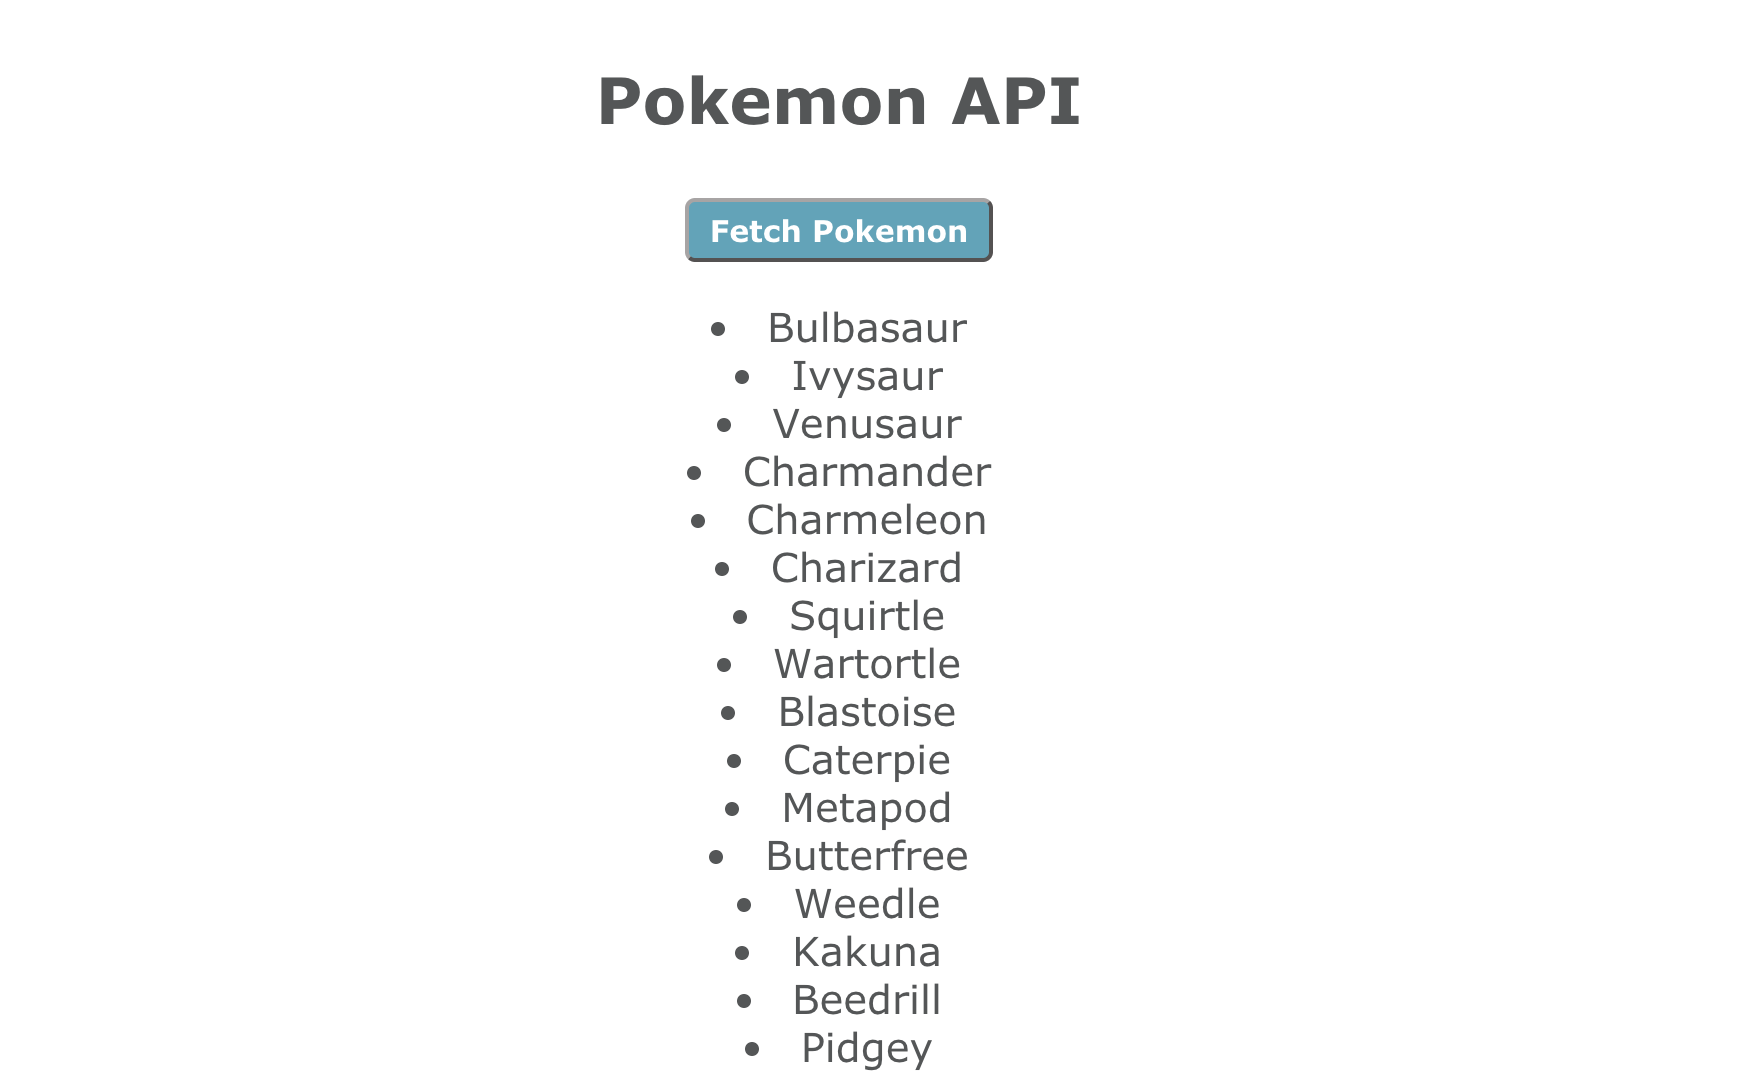 Pokemon API
Fetch Pokemon
• Bulbasaur
• Ivysaur
• Venusaur
• Charmander
• Charmeleon
• Charizard
• Squirtle
• Wartortle
• Blastoise
• Caterpie
• Metapod
• Butterfree
• Weedle
• Kakuna
• Beedrill
• Pidgey